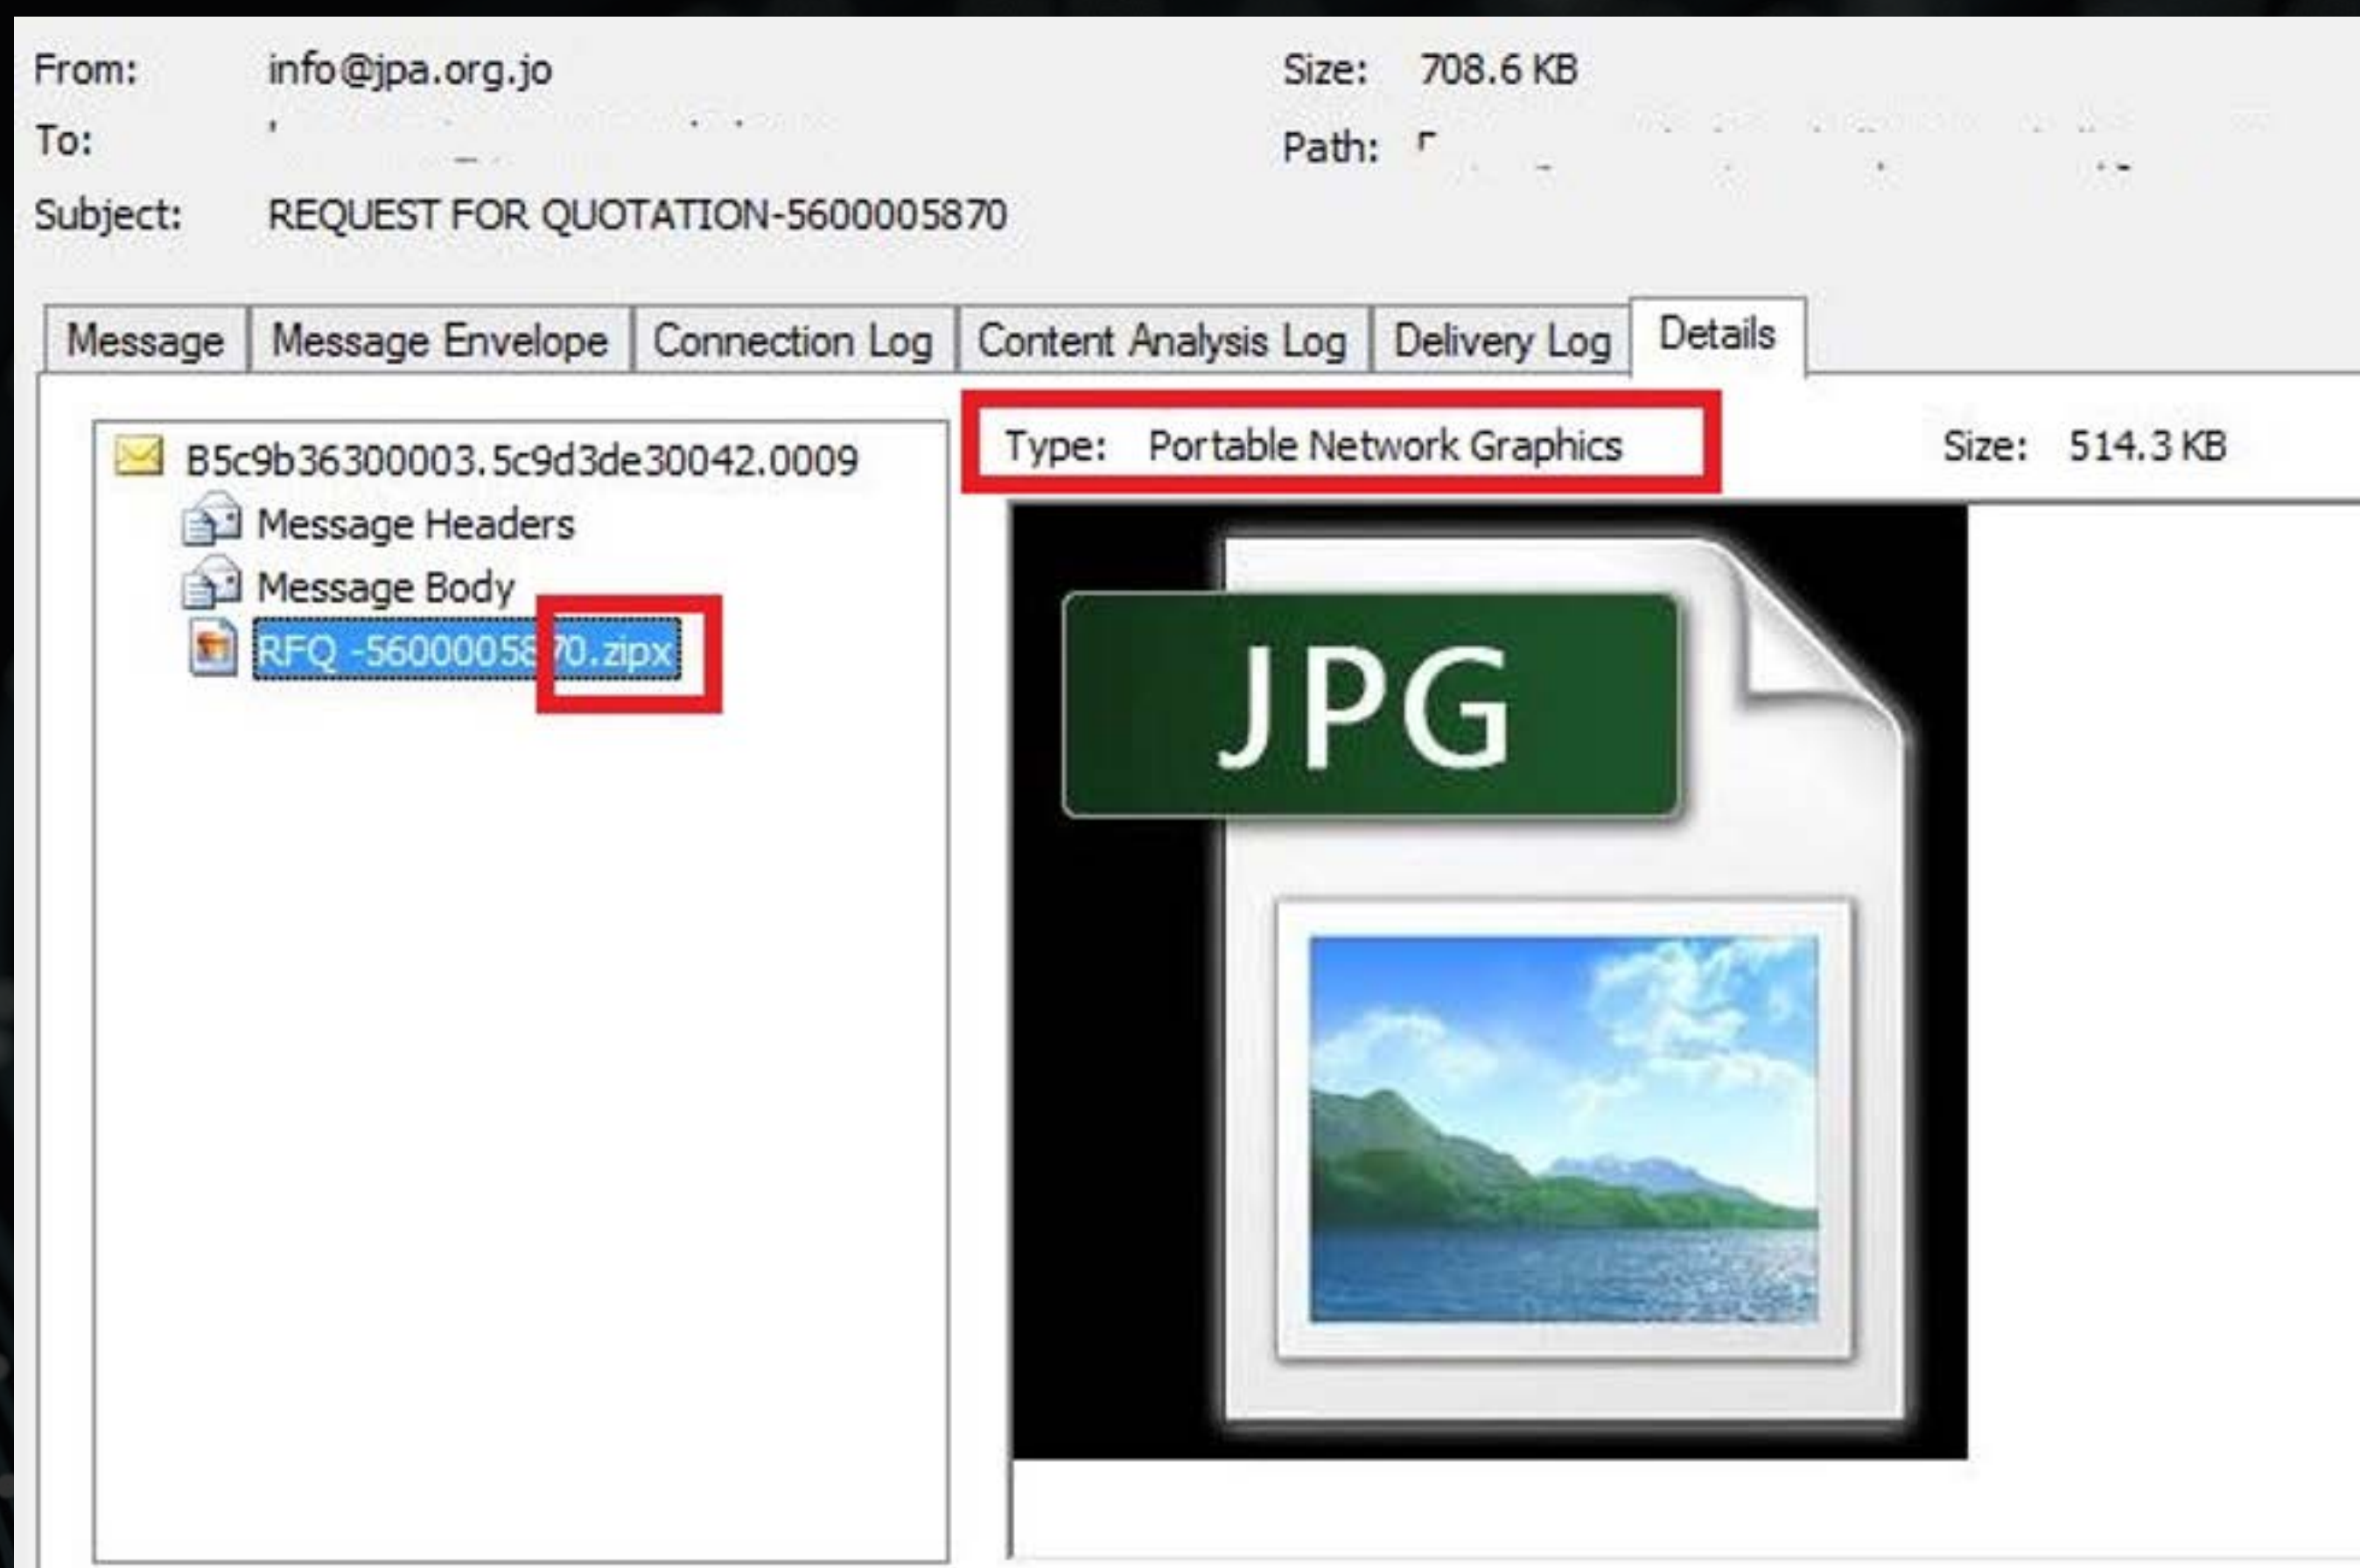 From: info@jpa.org.jo Size: 708.6 KB
To: Path:
Subject: REQUEST FOR QUOTATION-5600005870
Message Message Envelope Connection Log Content Analysis Log Delivery Log Details
B5c9b36300003.5c9d3de30042.0009
Message Headers
Message Body
RFQ -5600005870.zipx
Type: Portable Network Graphics Size: 514.3 KB
JPG